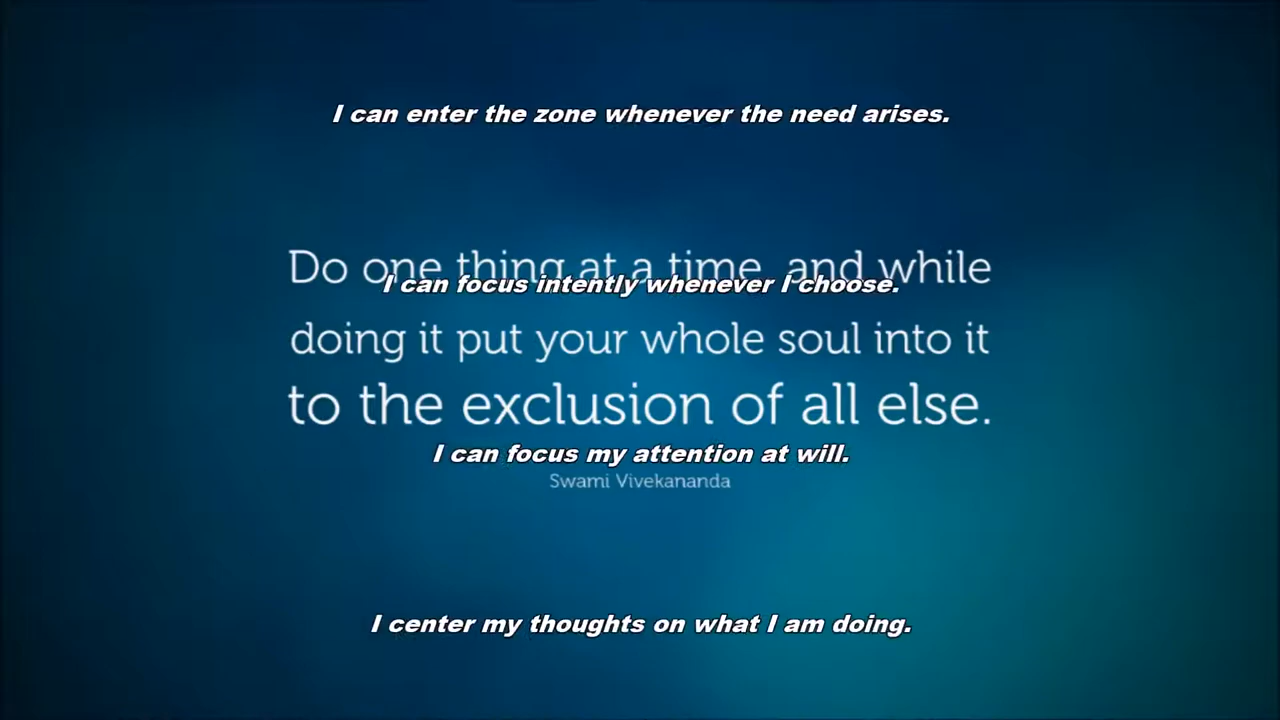 I can enter the zone whenever the need arises.
Do one thing at a time, and while
I can focus intently whenever I choose.
doing it put your whole soul into it
to the exclusion of all else.
I can focus my attention at will.
Swami Vivekananda
I center my thoughts on what I am doing.